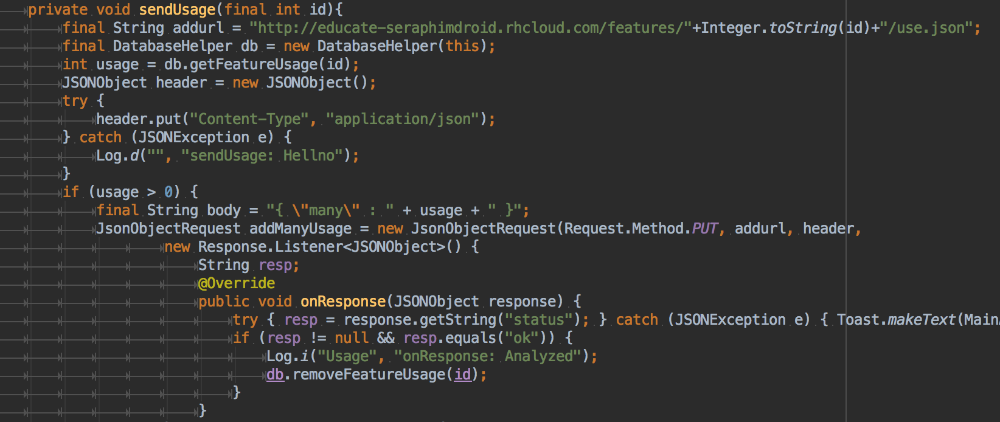 private void sendUsage(final int id){
final String addurl = "http://educate-seraphimdroid.rhcloud.com/features/"+Integer.toString(id)+"/use.json";
final DatabaseHelper db = new DatabaseHelper(this);
int usage = db.getFeatureUsage(id);
JSONObject header = new JSONObject();
try {
header.put("Content-Type", "application/json");
} catch (JSONException e) {
Log.d("", "sendUsage: Hellno");
}
if (usage > 0) {
final String body = "{ \"many\" : " + usage + " }";
JsonObjectRequest addManyUsage = new JsonObjectRequest(Request.Method.PUT, addurl, header,
new Response.Listener<JSONObject>() {
String resp;
@Override
public void onResponse(JSONObject response) {
try { resp = response.getString("status"); } catch (JSONException e) { Toast.makeText(Main
if (resp != null && resp.equals("ok")) {
Log.i("Usage", "onResponse: Analyzed");
db.removeFeatureUsage(id);
}
}